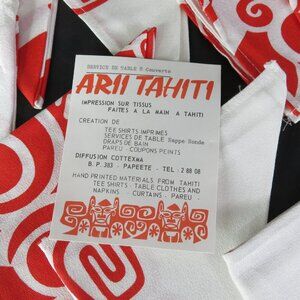 SERVICE DE TABLE 8 Couverts
ARII TAHITI
IMPRESSION SUR TISSUS
FAITES A LA MAIN A TAHITI
CREATION DE
TEE SHIRTS IMPRIMES
SERVICES DE TABLE Nappe Ronde
DRAPS DE BAIN
PAREU - COUPONS PEINTS
DIFFUSION COTTEXMA
B.P. 383 - PAPEETE - TEL · 2 88 08
HAND PRINTED MATERIALS FROM TAHITI
TEE SHIRTS · TABLE CLOTHES AND
NAPKINS · CURTAINS · PAREU